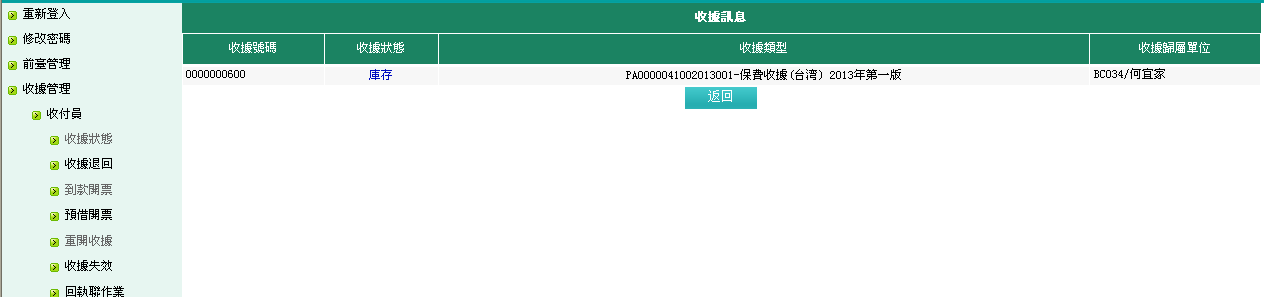 重新登入
修改密碼
前臺管理
收據管理
收付員
收據狀態
收據退回
到款開票
預借開票
重開收據
收據失效
回執聯作業
收據訊息
收據號碼 收據狀態 收據類型 收據歸屬單位
0000000600 庫存 PA0000041002013001-保費收據(台湾) 2013年第一版 BC034/何宜家
返回